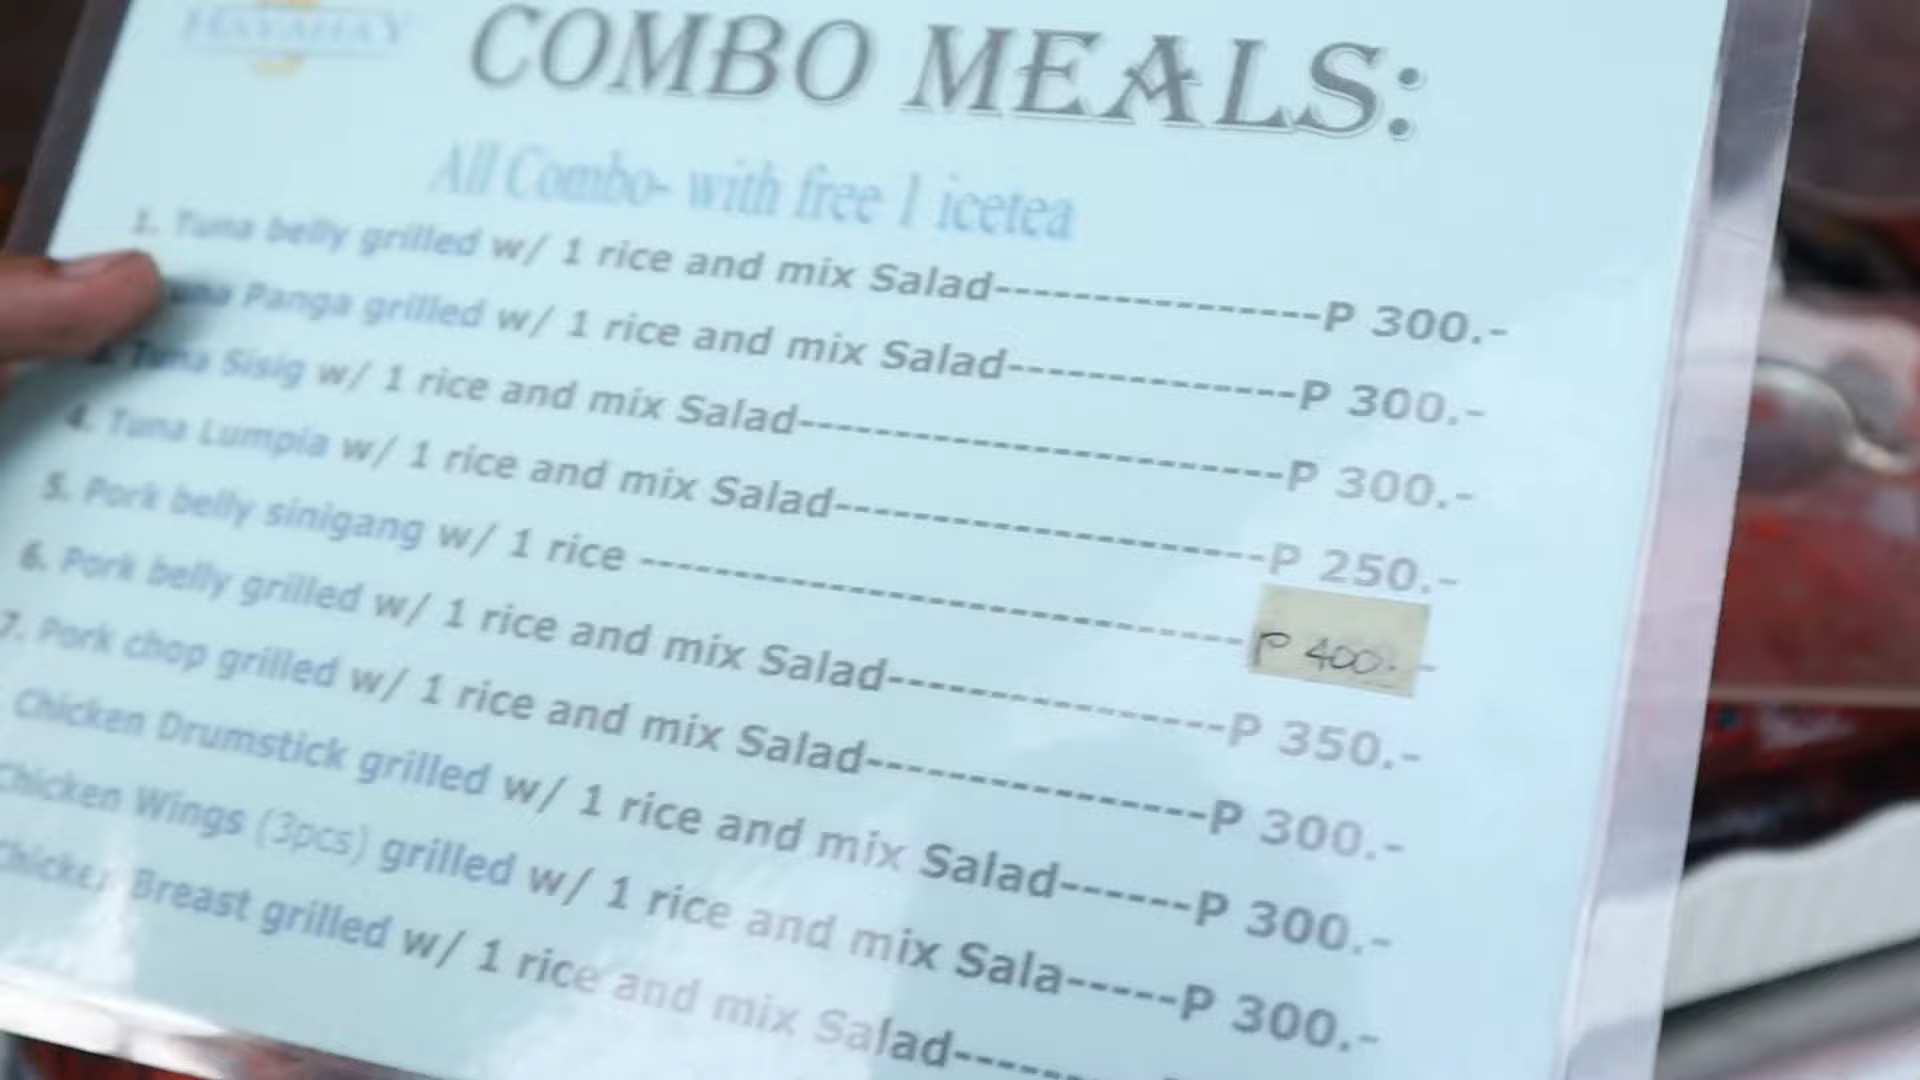 HAYAHAY
COMBO MEALS:
All Combo- with free 1 icetea
1. Tuna belly grilled w/ 1 rice and mix Salad----------------P 300.-
Panga grilled w/ 1 rice and mix Salad---------------P 300.-
Tuna Sisig w/ 1 rice and mix Salad-------------------------P 300.-
4. Tuna Lumpia w/ 1 rice and mix Salad----------------------P 250.-
5. Pork belly sinigang w/ 1 rice -------------------------------P 400.-
6. Pork belly grilled w/ 1 rice and mix Salad-----------------P 350.-
7. Pork chop grilled w/ 1 rice and mix Salad-----------------P 300.-
Chicken Drumstick grilled w/ 1 rice and mix Salad------P 300.-
Chicken Wings (3pcs) grilled w/ 1 rice and mix Sala-----P 300.-
Chicken Breast grilled w/ 1 rice and mix Salad------